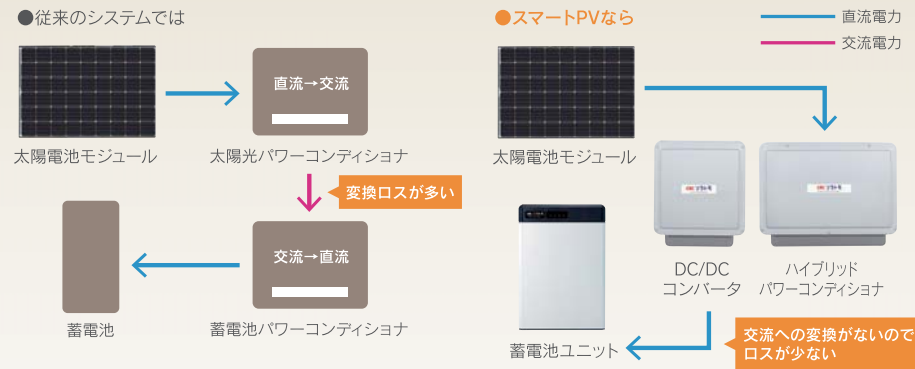 ●従来のシステムでは
太陽電池モジュール
直流→交流
太陽光パワーコンディショナ
変換ロスが多い
交流→直流
蓄電池パワーコンディショナ
蓄電池
●スマートPVなら
直流電力
交流電力
太陽電池モジュール
DC/DC
コンバータ
ハイブリッド
パワーコンディショナ
蓄電池ユニット
交流への変換がないので
ロスが少ない